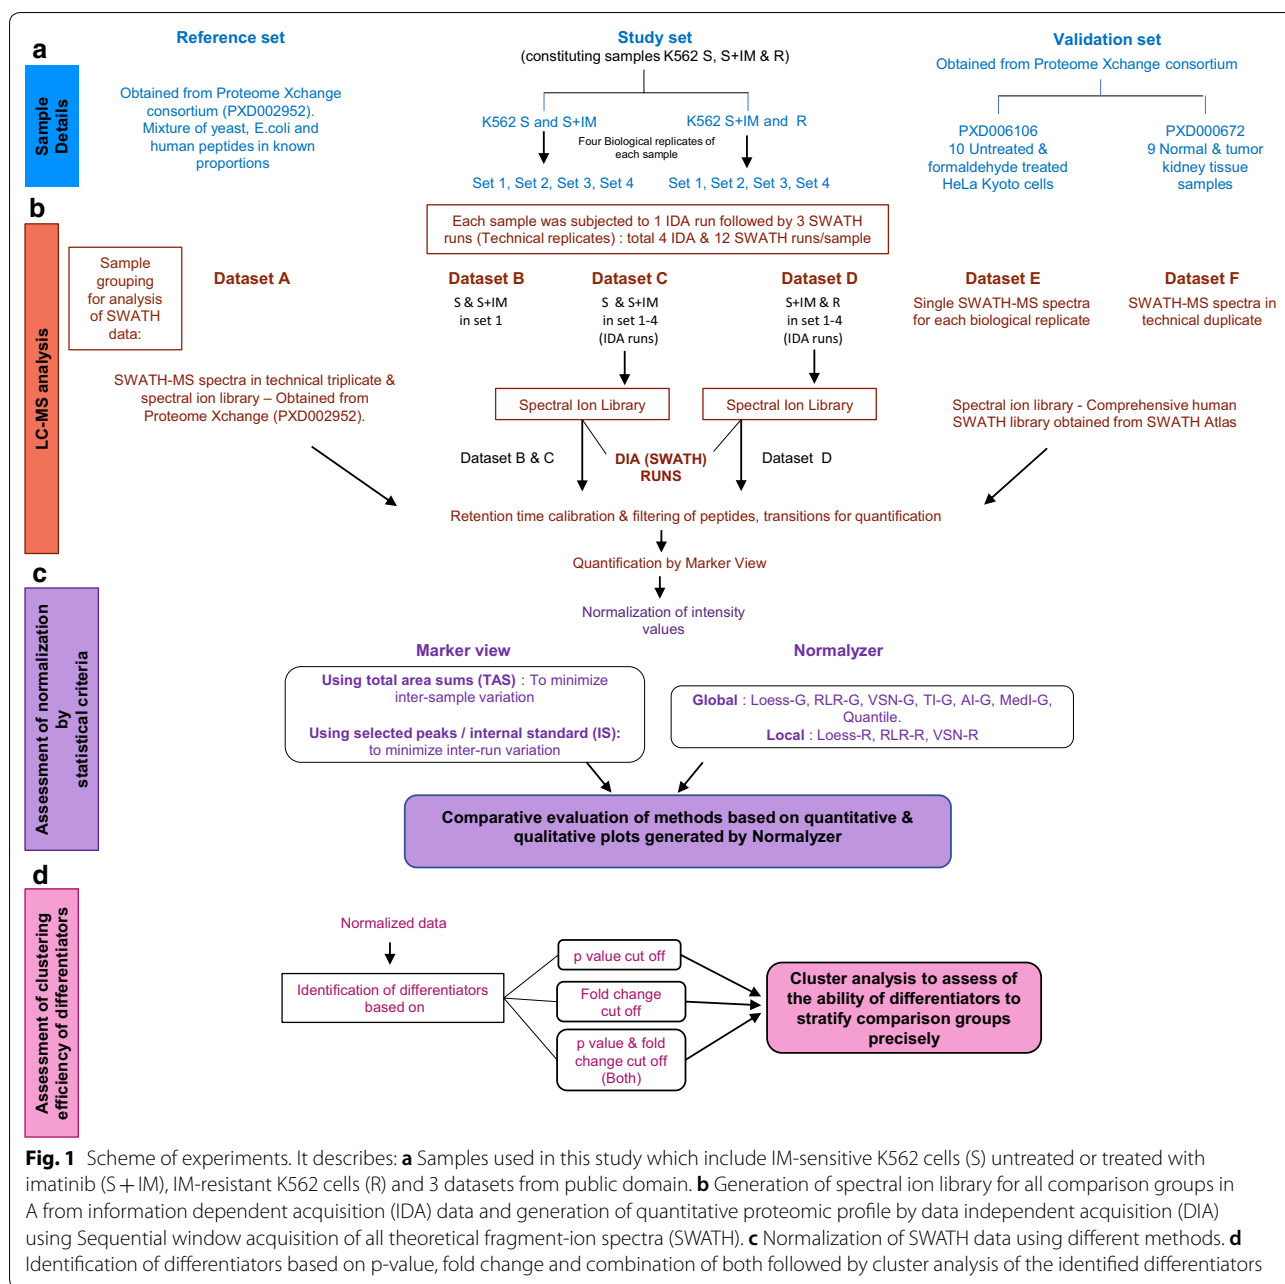 a
Sample
Details
Reference set
Obtained from Proteome Xchange
consortium (PXD002952).
Mixture of yeast, E.coli and
human peptides in known
proportions
Study set
(constituting samples K562 S, S+IM & R)
K562 S and S+IM
K562 S+IM and R
Four Biological replicates of
each sample
Set 1, Set 2, Set 3, Set 4
Set 1, Set 2, Set 3, Set 4
Validation set
Obtained from Proteome Xchange consortium
PXD006106
10 Untreated &
formaldehyde treated
HeLa Kyoto cells
PXD000672
9 Normal & tumor
kidney tissue
samples
b
LC-MS analysis
Each sample was subjected to 1 IDA run followed by 3 SWATH
runs (Technical replicates) : total 4 IDA & 12 SWATH runs/sample
Sample
grouping
for analysis
of SWATH
data:
Dataset A
SWATH-MS spectra in technical triplicate &
spectral ion library – Obtained from
Proteome Xchange (PXD002952).
Dataset B
S & S+IM
in set 1
Dataset C
S & S+IM
in set 1-4
(IDA runs)
Dataset D
S+IM & R
in set 1-4
(IDA runs)
Dataset E
Single SWATH-MS spectra
for each biological replicate
Dataset F
SWATH-MS spectra in
technical duplicate
Spectral Ion Library
Spectral Ion Library
Spectral ion library - Comprehensive human
SWATH library obtained from SWATH Atlas
Dataset B & C
DIA (SWATH)
RUNS
Dataset D
Retention time calibration & filtering of peptides, transitions for quantification
Quantification by Marker View
c
Assessment of normalization
by
statistical criteria
Normalization of intensity
values
Marker view
Using total area sums (TAS) : To minimize
inter-sample variation
Using selected peaks / internal standard (IS):
to minimize inter-run variation
Normalyzer
Global : Loess-G, RLR-G, VSN-G, TI-G, AI-G, MedI-G,
Quantile.
Local : Loess-R, RLR-R, VSN-R
Comparative evaluation of methods based on quantitative &
qualitative plots generated by Normalyzer
d
Assessment of clustering
efficiency of differentiators
Normalized data
Identification of differentiators
based on
p value cut off
Fold change
cut off
p value & fold
change cut off
(Both)
Cluster analysis to assess of
the ability of differentiators to
stratify comparison groups
precisely
Fig. 1 Scheme of experiments. It describes: a Samples used in this study which include IM-sensitive K562 cells (S) untreated or treated with
imatinib (S + IM), IM-resistant K562 cells (R) and 3 datasets from public domain. b Generation of spectral ion library for all comparison groups in
A from information dependent acquisition (IDA) data and generation of quantitative proteomic profile by data independent acquisition (DIA)
using Sequential window acquisition of all theoretical fragment-ion spectra (SWATH). c Normalization of SWATH data using different methods. d
Identification of differentiators based on p-value, fold change and combination of both followed by cluster analysis of the identified differentiators